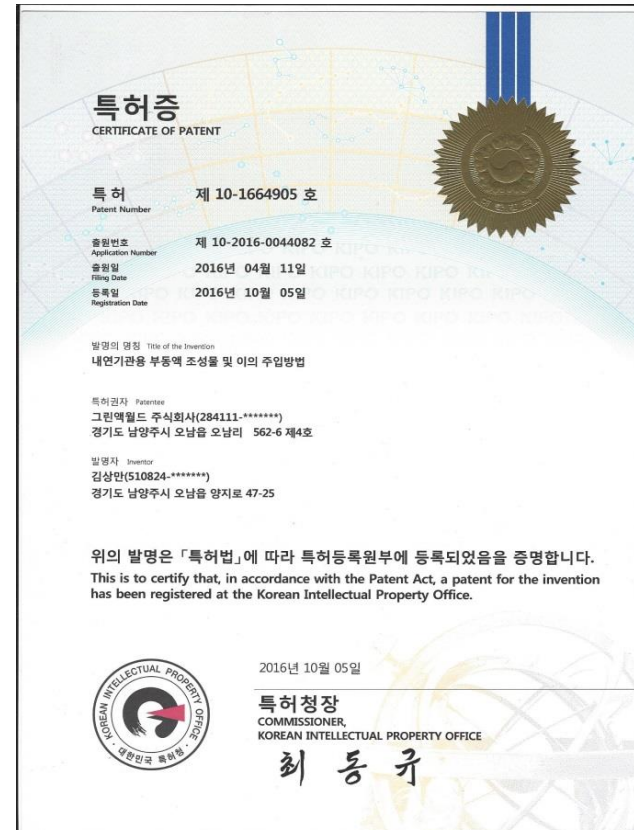 특허증
CERTIFICATE OF PATENT
특 허 제 10-1664905 호
Patent Number
출원번호 제 10-2016-0044082 호
Application Number
출원일 2016년 04월 11일
Filing Date
등록일 2016년 10월 05일
Registration Date
발명의 명칭 Title of the Invention
내연기관용 부동액 조성물 및 이의 주입방법
특허권자 Patentee
그린액월드 주식회사(284111-*******)
경기도 남양주시 오남읍 오남리 562-6 제4호
발명자 Inventor
김상만(510824-*******)
경기도 남양주시 오남읍 양지로 47-25
위의 발명은 「특허법」에 따라 특허등록원부에 등록되었음을 증명합니다.
This is to certify that, in accordance with the Patent Act, a patent for the invention
has been registered at the Korean Intellectual Property Office.
2016년 10월 05일
특허청장
COMMISSIONER,
KOREAN INTELLECTUAL PROPERTY OFFICE
최동규
KOREAN INTELLECTUAL PROPERTY OFFICE
대한민국 특허청